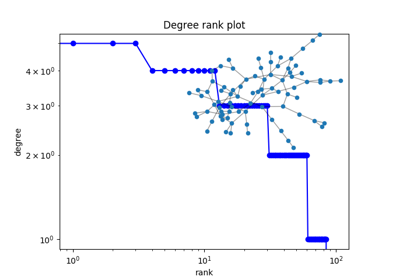 Degree rank plot
degree
4 × 10⁰
3 × 10⁰
2 × 10⁰
10⁰
10⁰
10¹
10²
rank